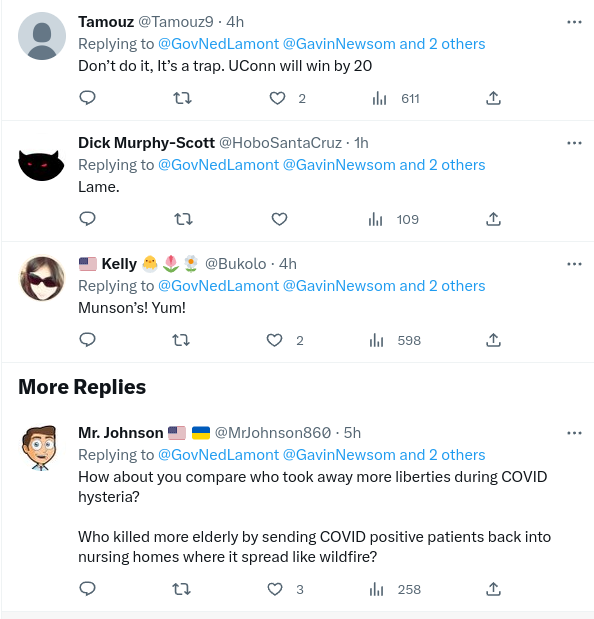 Tamouz @Tamouz9 · 4h
Replying to @GovNedLamont @GavinNewsom and 2 others
Don’t do it, It’s a trap. UConn will win by 20
2 611
Dick Murphy-Scott @HoboSantaCruz · 1h
Replying to @GovNedLamont @GavinNewsom and 2 others
Lame.
109
🇺🇸 Kelly 🐣🌷🌼 @Bukolo · 4h
Replying to @GovNedLamont @GavinNewsom and 2 others
Munson’s! Yum!
2 598
More Replies
Mr. Johnson 🇺🇸 🇺🇦 @MrJohnson860 · 5h
Replying to @GovNedLamont @GavinNewsom and 2 others
How about you compare who took away more liberties during COVID
hysteria?
Who killed more elderly by sending COVID positive patients back into
nursing homes where it spread like wildfire?
3 258